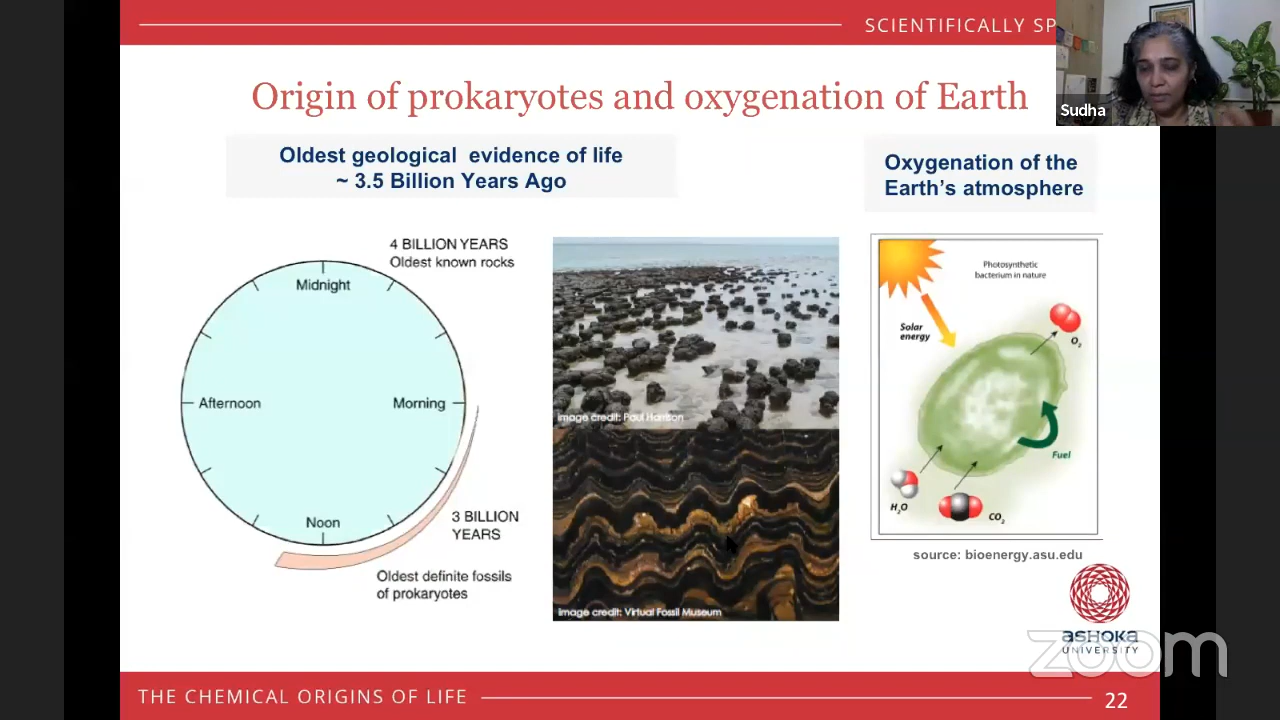 SCIENTIFICALLY SP
Sudha
Origin of prokaryotes and oxygenation of Earth
Oldest geological evidence of life
~ 3.5 Billion Years Ago
Oxygenation of the
Earth's atmosphere
4 BILLION YEARS
Oldest known rocks
Midnight
Afternoon
Morning
Noon
3 BILLION
YEARS
Oldest definite fossils
of prokaryotes
image credit: Paul Harrison
image credit: Virtual Fossil Museum
Photosynthetic
bacterium in nature
Solar
energy
O2
Fuel
H2O
CO2
source: bioenergy.asu.edu
ASHOKA
UNIVERSITY
zoom
THE CHEMICAL ORIGINS OF LIFE
22